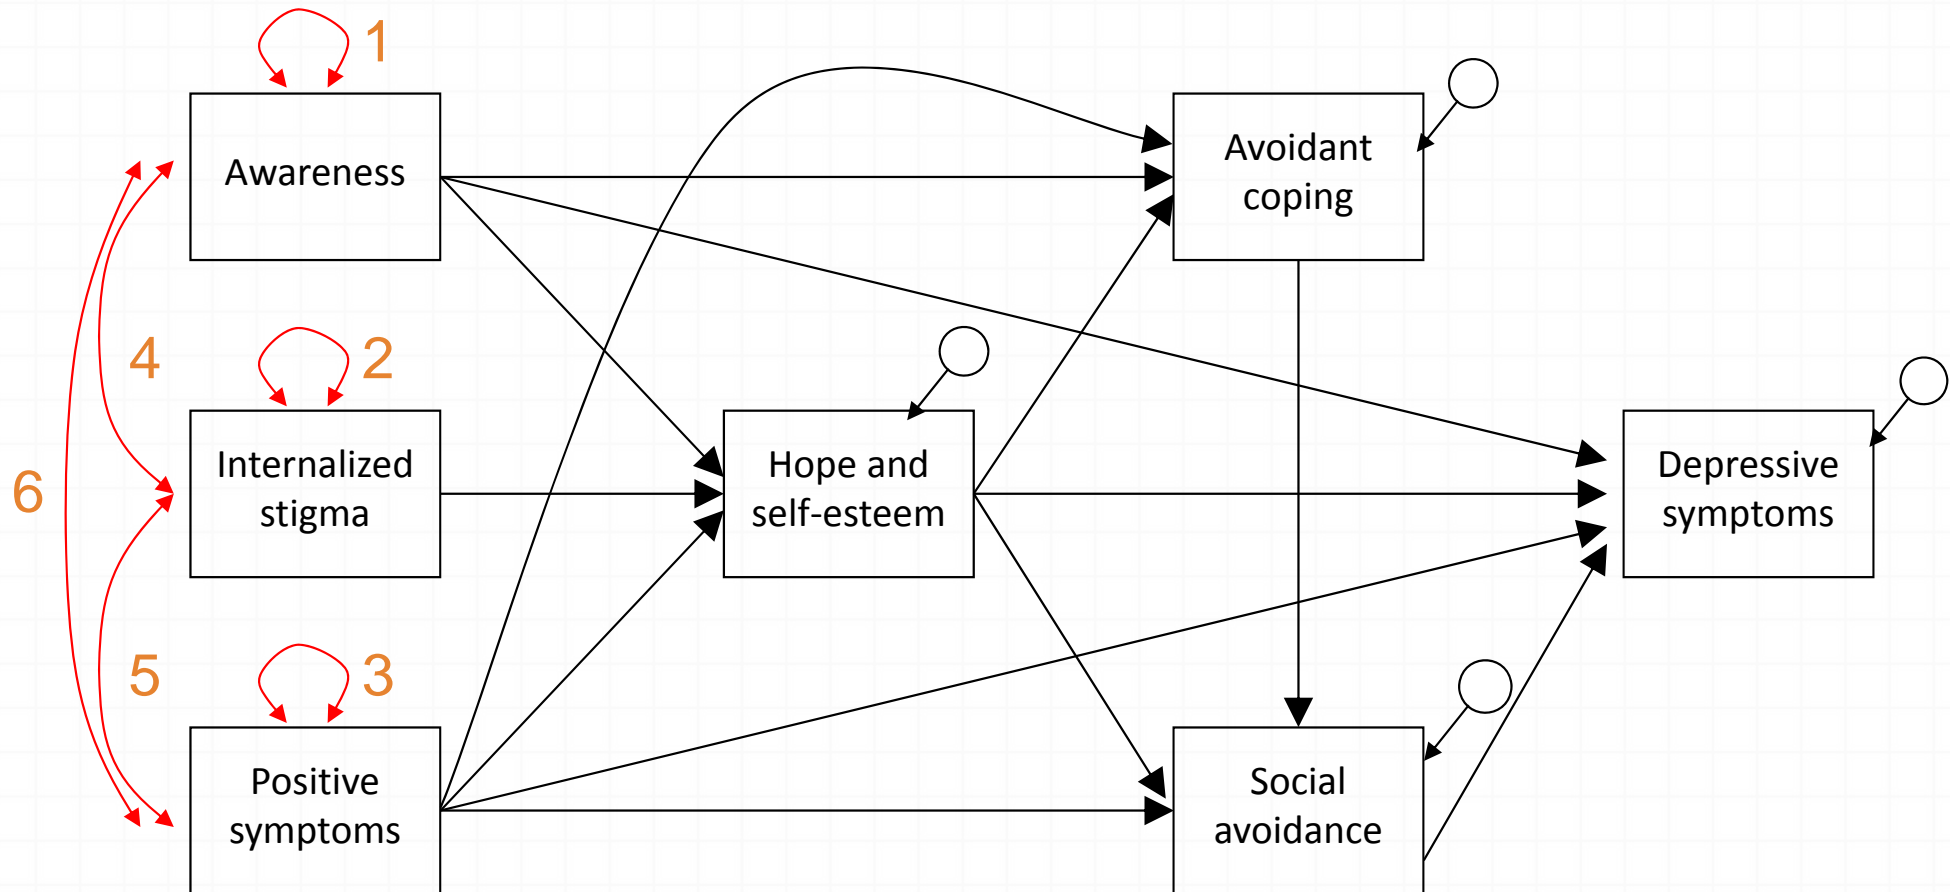 1
Awareness
Avoidant
coping
4
2
Internalized
stigma
6
Hope and
self-esteem
Depressive
symptoms
5
3
Positive
symptoms
Social
avoidance